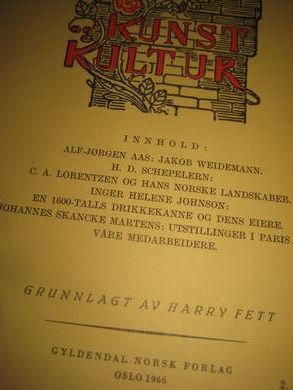 KUNST
OG
KULTUR
INNHOLD:
ALF-JØRGEN AAS: JAKOB WEIDEMANN.
H. D. SCHEPELERN:
C. A. LORENTZEN OG HANS NORSKE LANDSKABER.
INGER HELENE JOHNSON:
EN 1600-TALLS DRIKKEKANNE OG DENS EIERE.
JOHANNES SKANCKE MARTENS: UTSTILLINGER I PARIS
VÅRE MEDARBEIDERE.
GRUNNLAGT AV HARRY FETT
GYLDENDAL NORSK FORLAG
OSLO 1966